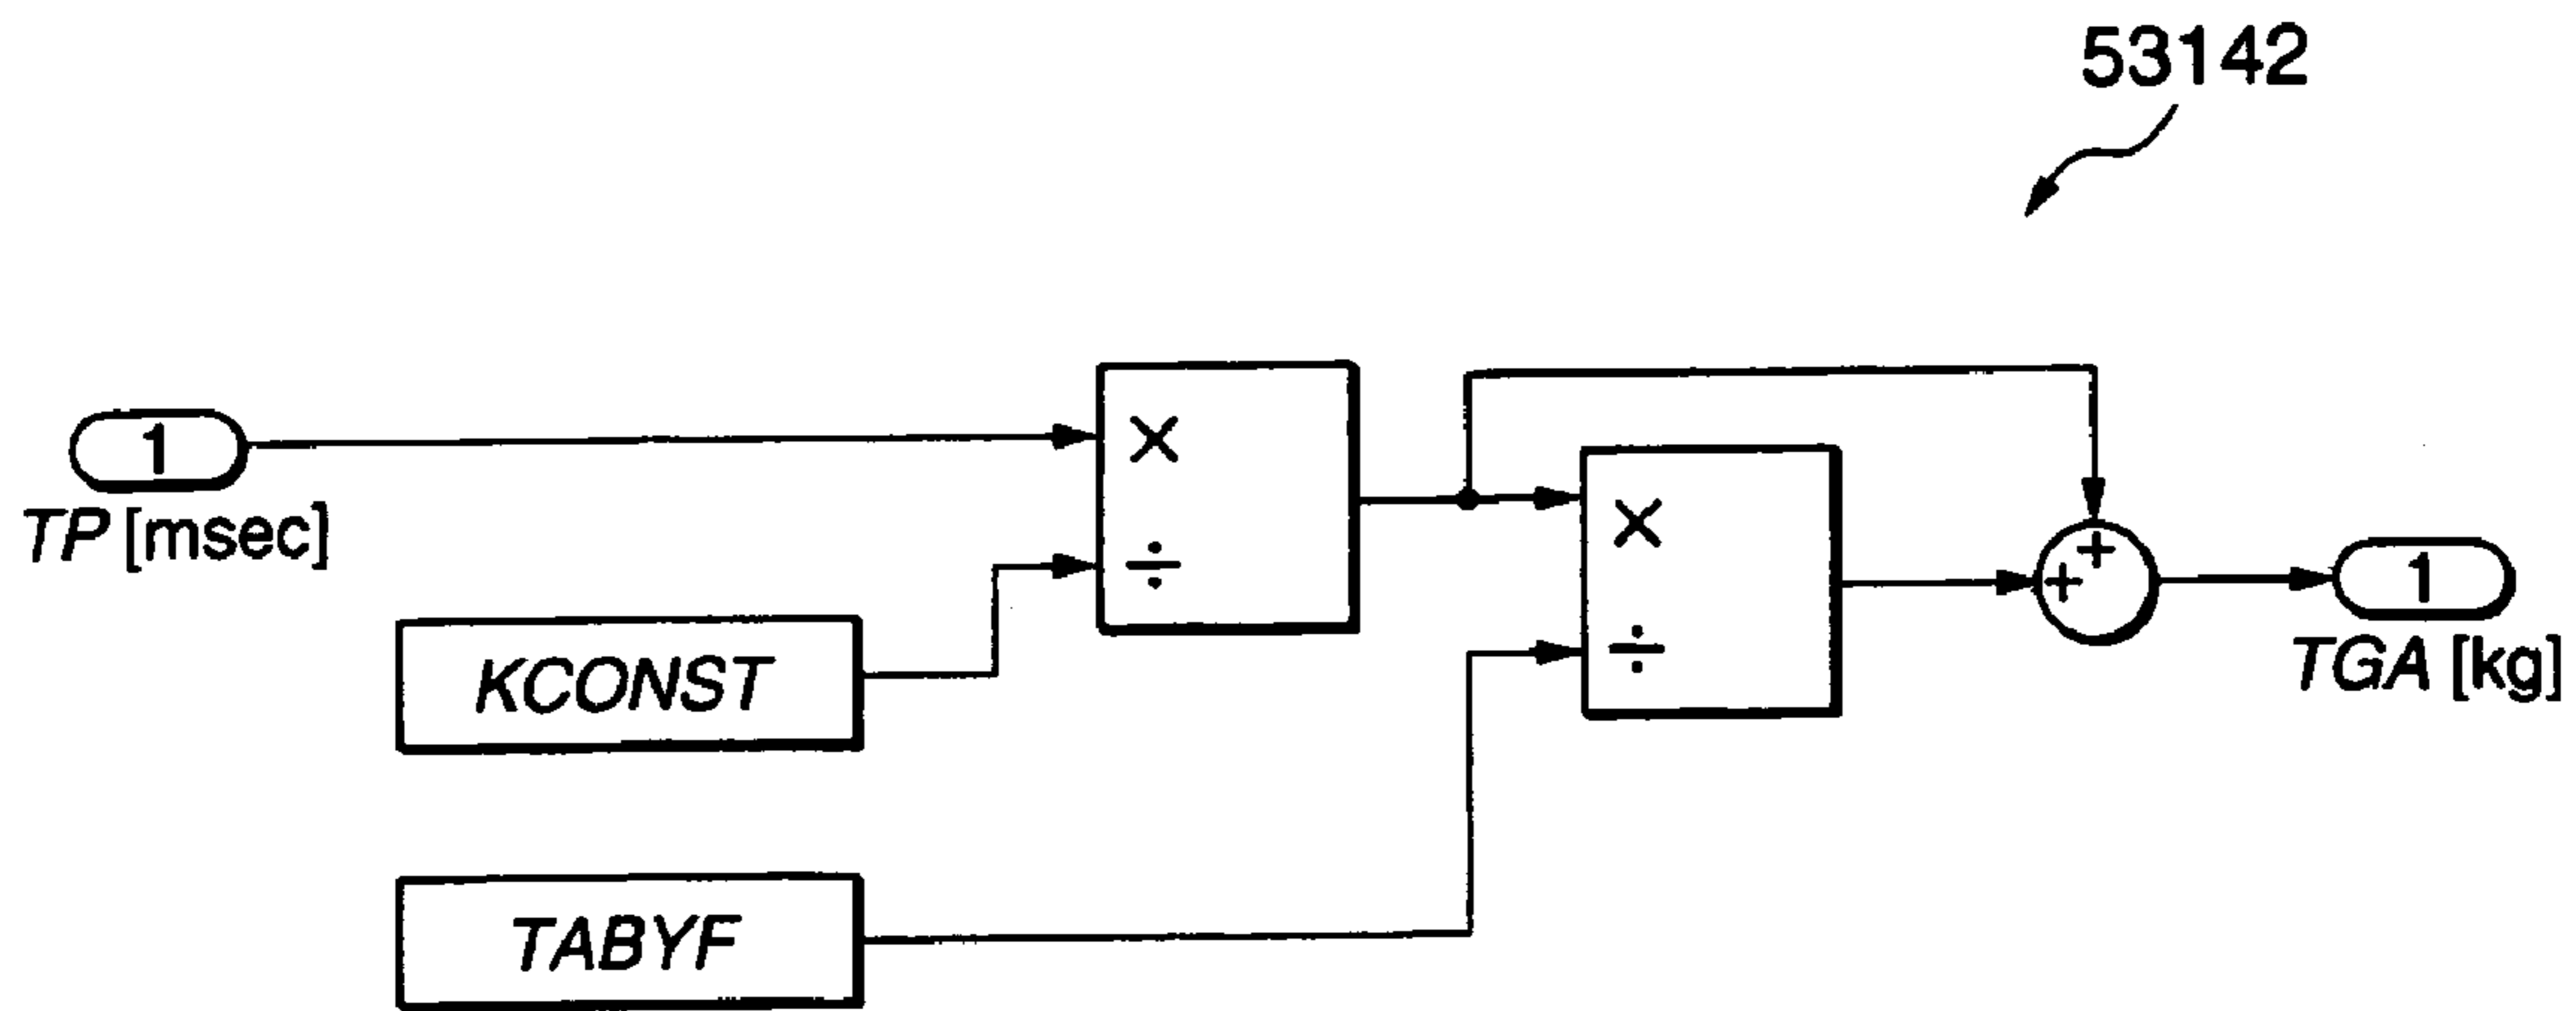 53142
1
TP [msec]
×
÷
KCONST
×
÷
TABYF
+
+
1
TGA [kg]